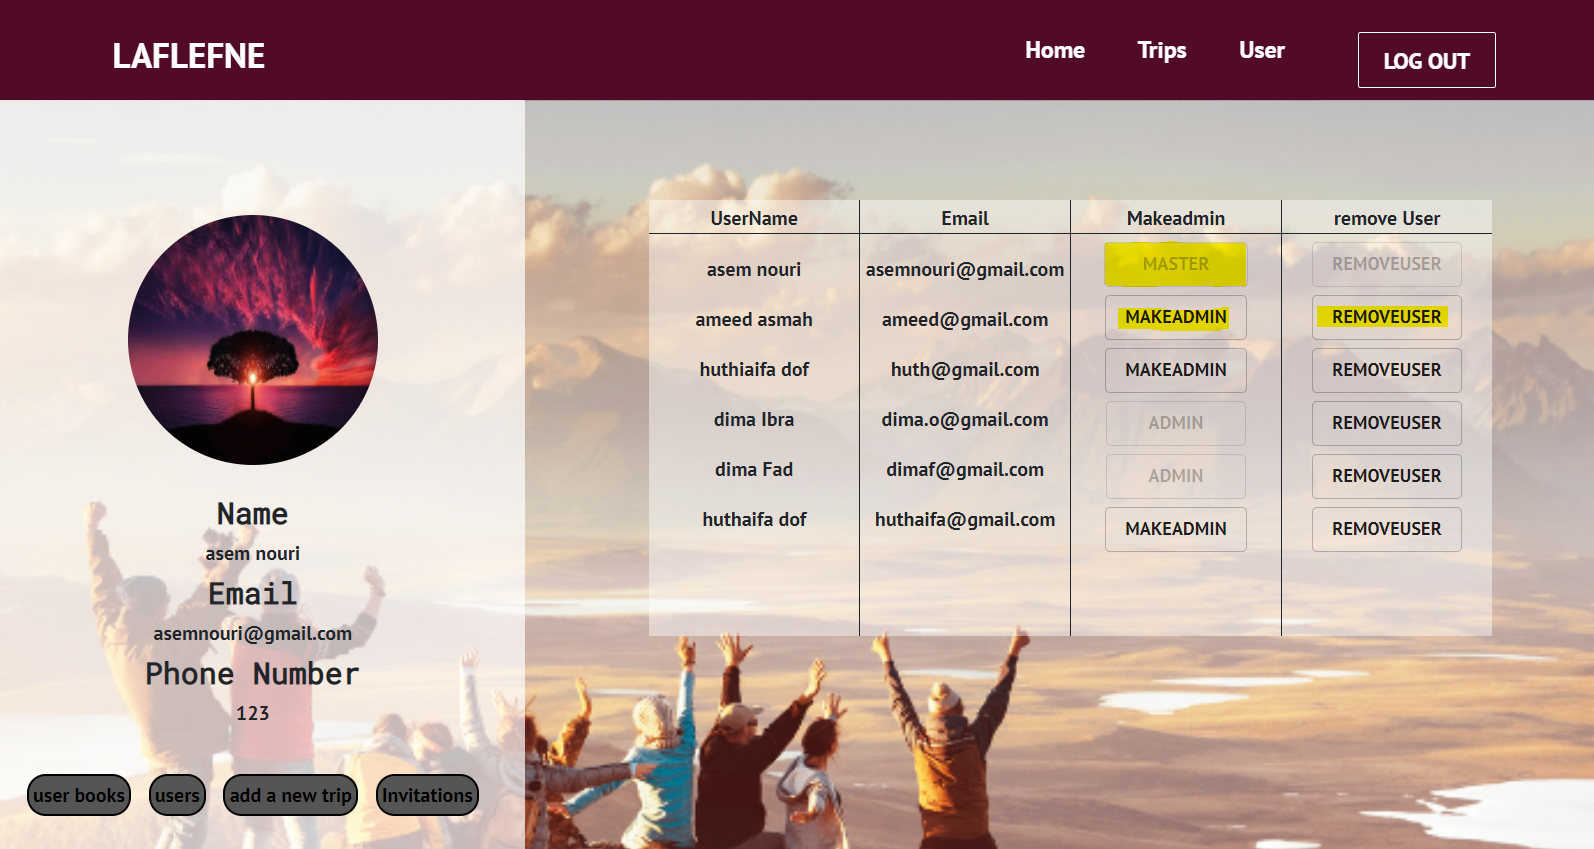 LAFLEFNE
Home Trips User LOG OUT
UserName Email Makeadmin remove User
asem nouri asemnouri@gmail.com MASTER REMOVEUSER
ameed asmah ameed@gmail.com MAKEADMIN REMOVEUSER
huthiaifa dof huth@gmail.com MAKEADMIN REMOVEUSER
dima Ibra dima.o@gmail.com ADMIN REMOVEUSER
dima Fad dimaf@gmail.com ADMIN REMOVEUSER
huthaifa dof huthaifa@gmail.com MAKEADMIN REMOVEUSER
Name
asem nouri
Email
asemnouri@gmail.com
Phone Number
123
user books users add a new trip Invitations